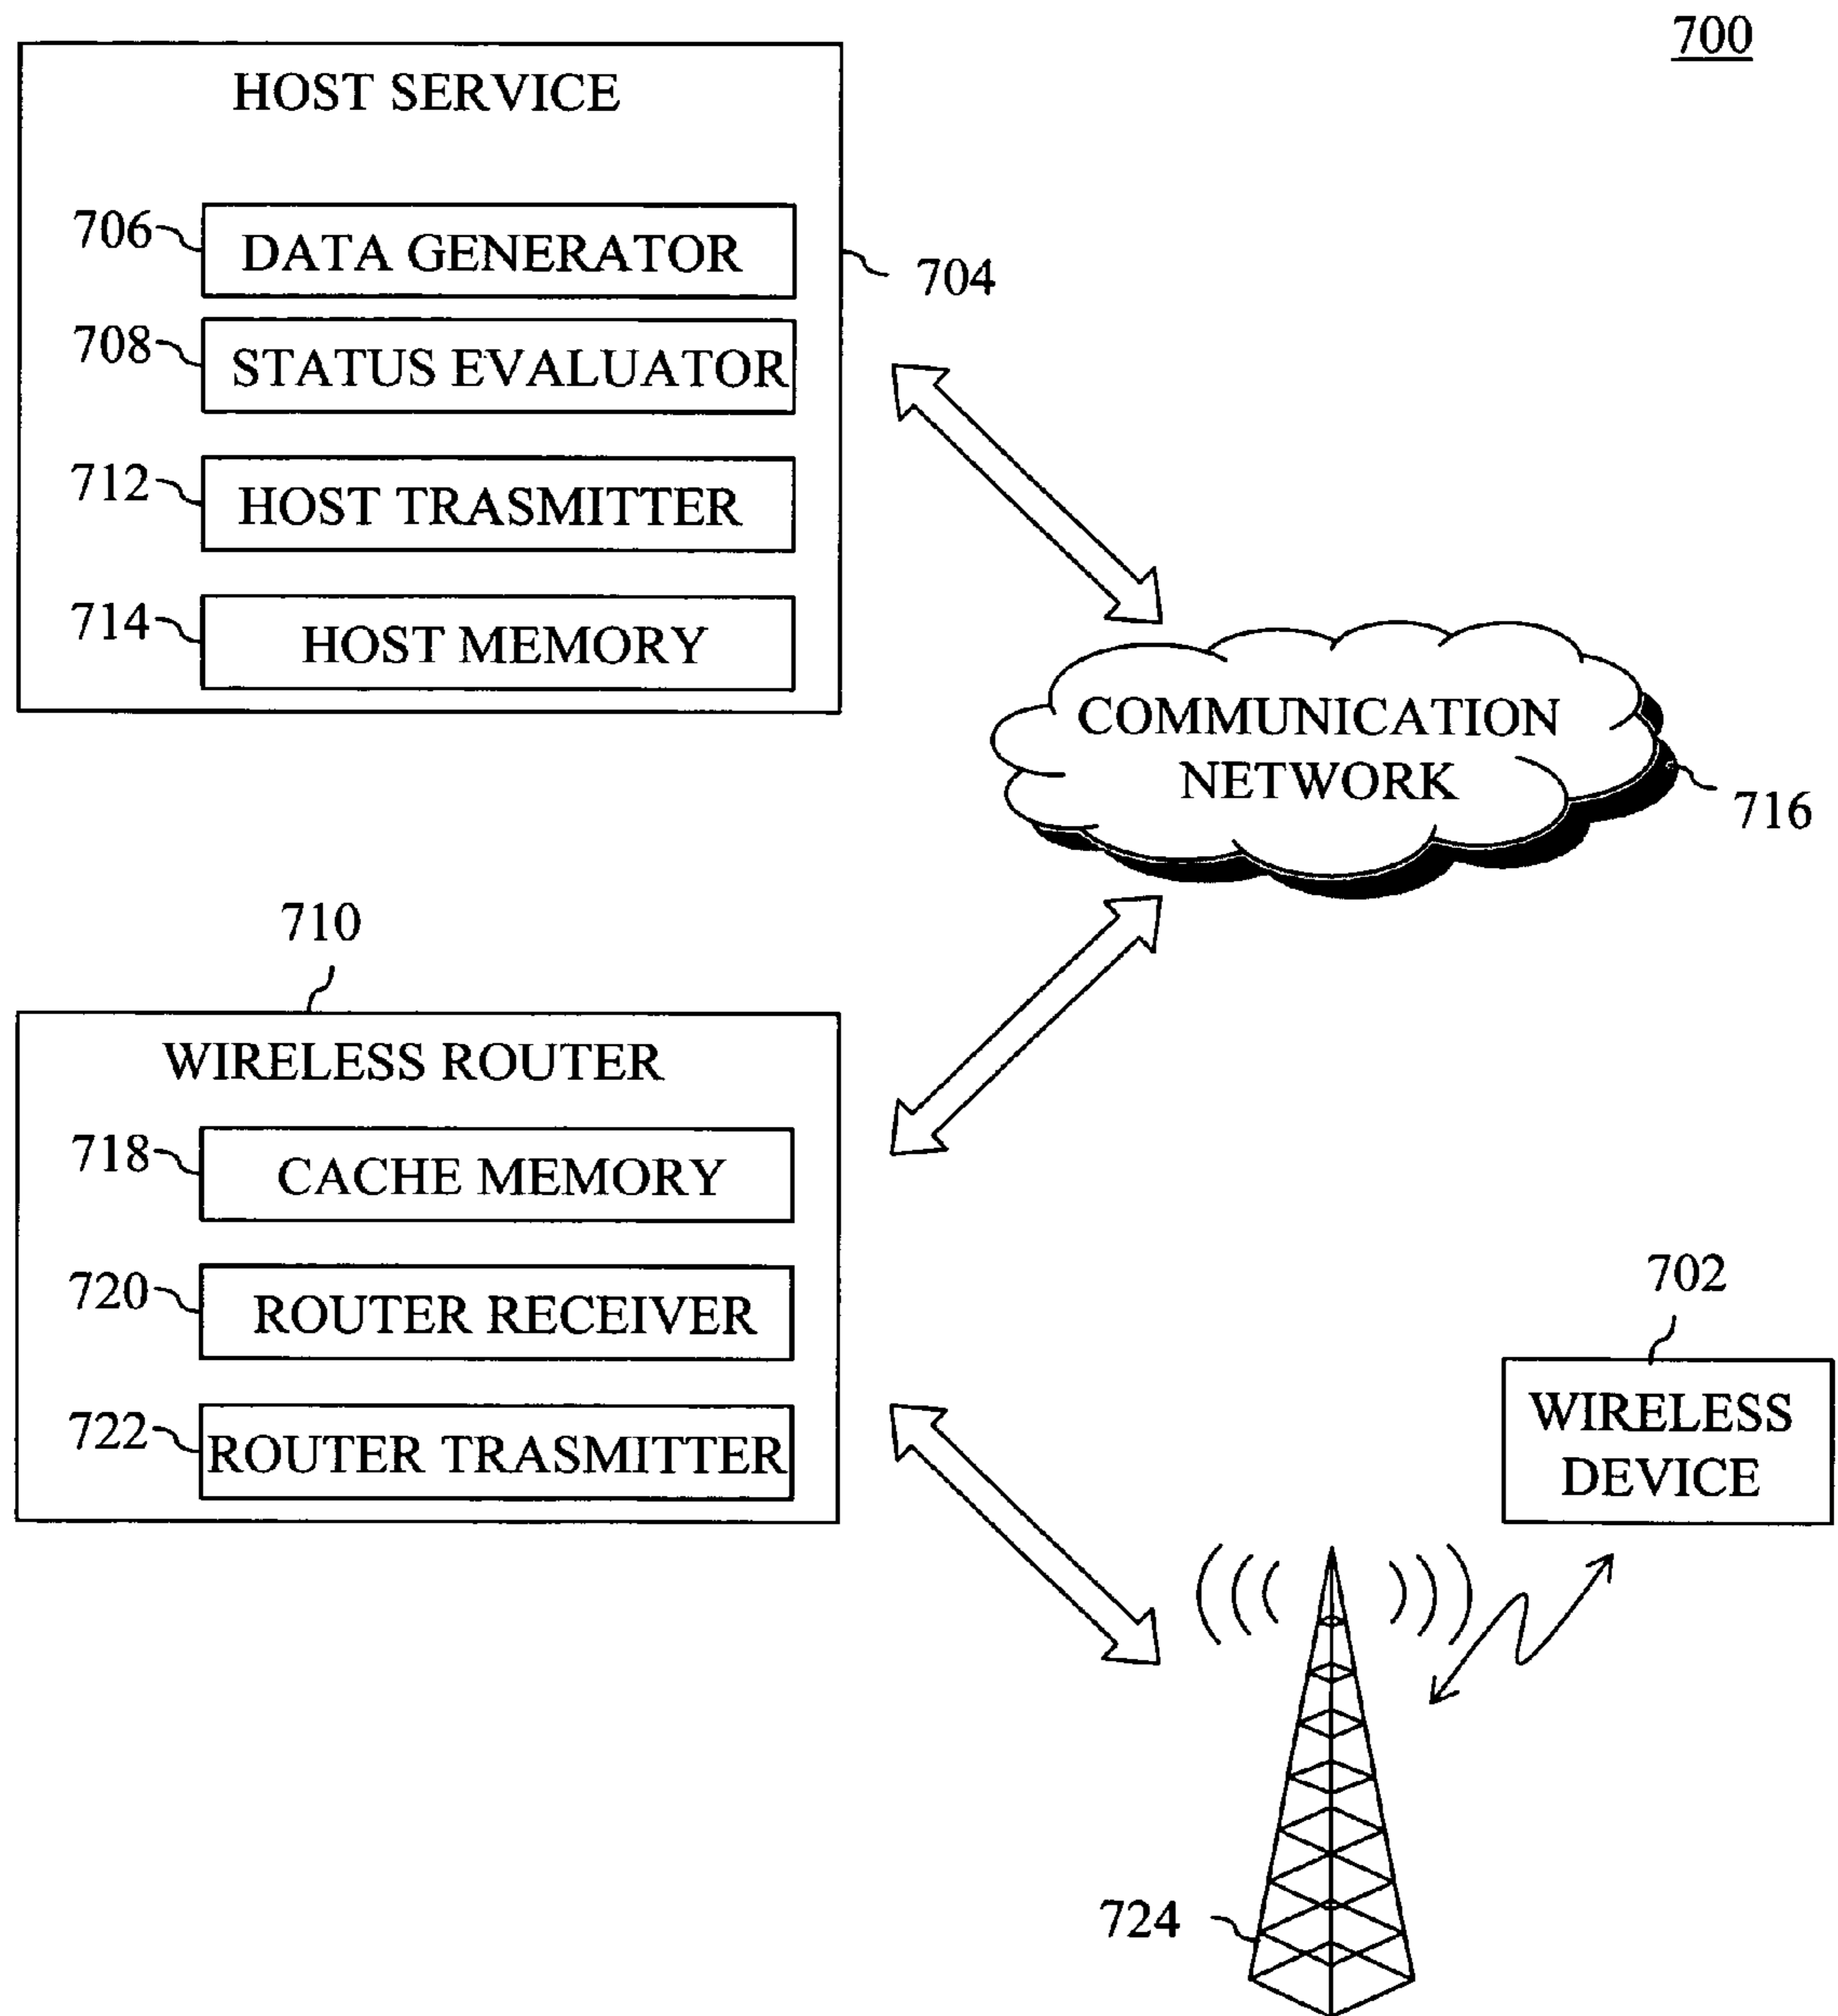 700
HOST SERVICE
706
DATA GENERATOR
704
708
STATUS EVALUATOR
712
HOST TRASMITTER
714
HOST MEMORY
COMMUNICATION
NETWORK
716
710
WIRELESS ROUTER
718
CACHE MEMORY
720
ROUTER RECEIVER
722
ROUTER TRASMITTER
702
WIRELESS
DEVICE
724